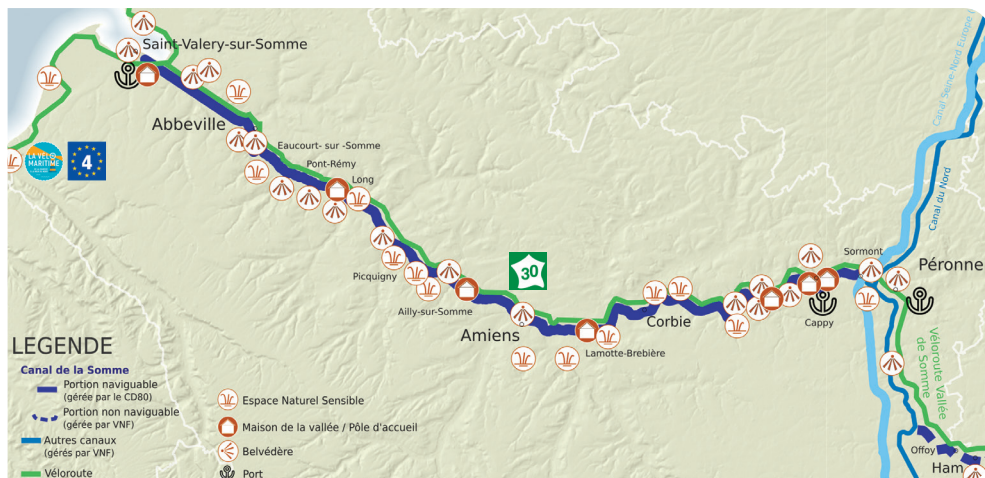 Saint-Valery-sur-Somme
Canal Seine-Nord Europe
Abbeville
Eaucourt- sur -Somme
LA VÉLO
MARITIME
4
Pont-Rémy
Long
Canal du Nord
Sormont
Péronne
30
Picquigny
Ailly-sur-Somme
Cappy
Corbie
Amiens
Lamotte-Brebière
Véloroute Vallée
de Somme
LEGENDE
Canal de la Somme
Portion naviguable
(gérée par le CD80)
Portion non naviguable
(gérée par VNF)
Autres canaux
(gérés par VNF)
Véloroute
Espace Naturel Sensible
Maison de la vallée / Pôle d'accueil
Belvédère
Port
Offoy
Ham